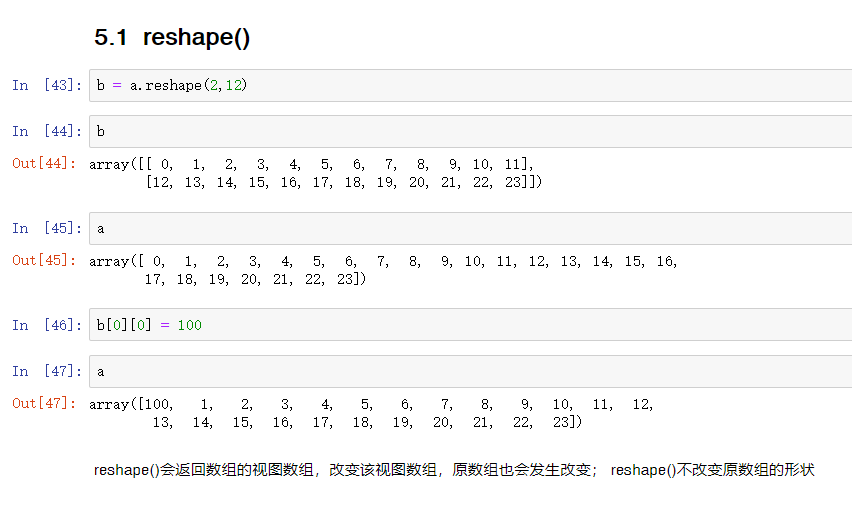 5.1 reshape()
In [43]: b = a.reshape(2,12)
In [44]: b
Out[44]: array([[ 0, 1, 2, 3, 4, 5, 6, 7, 8, 9, 10, 11],
[12, 13, 14, 15, 16, 17, 18, 19, 20, 21, 22, 23]])
In [45]: a
Out[45]: array([ 0, 1, 2, 3, 4, 5, 6, 7, 8, 9, 10, 11, 12, 13, 14, 15, 16,
17, 18, 19, 20, 21, 22, 23])
In [46]: b[0][0] = 100
In [47]: a
Out[47]: array([100, 1, 2, 3, 4, 5, 6, 7, 8, 9, 10, 11, 12,
13, 14, 15, 16, 17, 18, 19, 20, 21, 22, 23])
reshape()会返回数组的视图数组，改变该视图数组，原数组也会发生改变； reshape()不改变原数组的形状